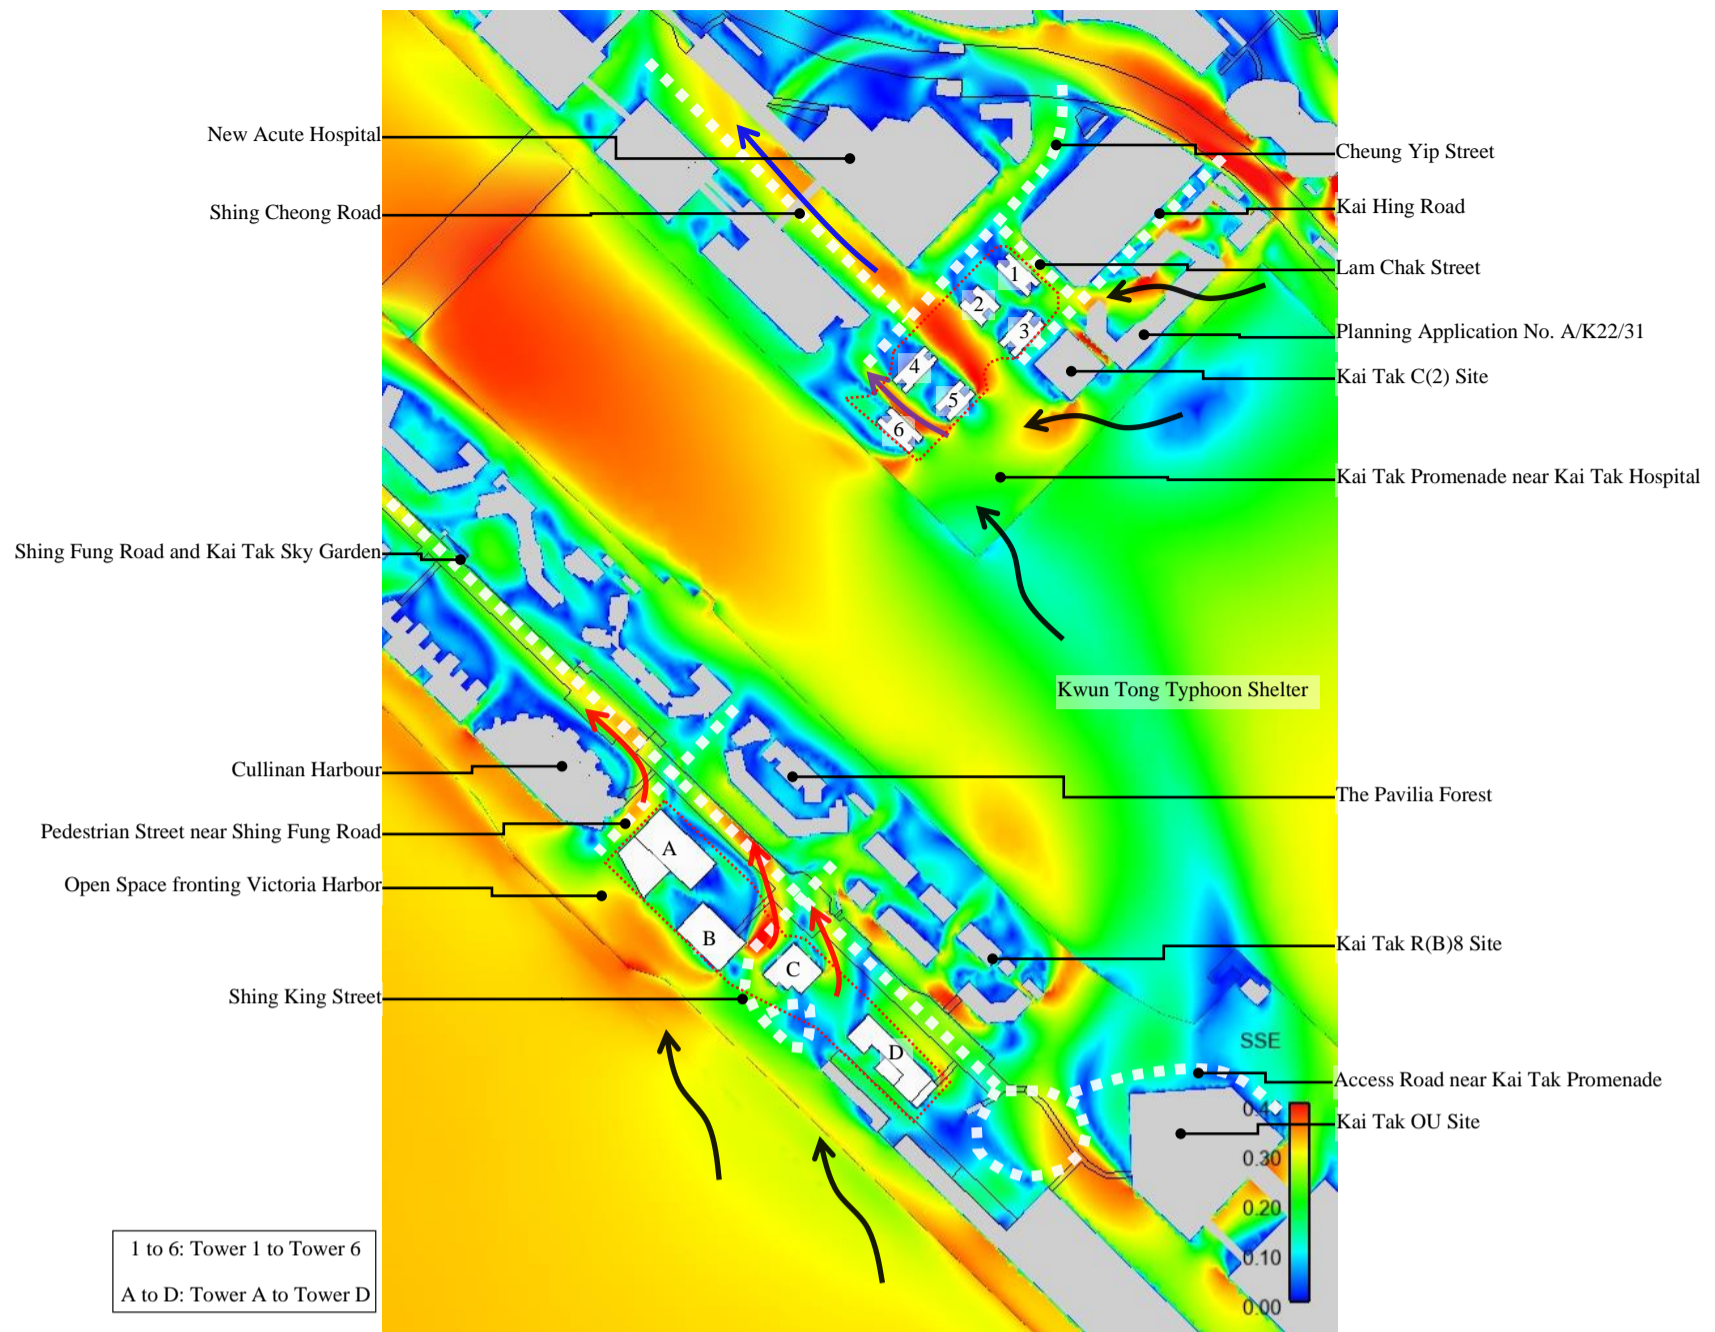 New Acute Hospital
Shing Cheong Road
Shing Fung Road and Kai Tak Sky Garden
Cullinan Harbour
Pedestrian Street near Shing Fung Road
Open Space fronting Victoria Harbor
Shing King Street
1 to 6: Tower 1 to Tower 6
A to D: Tower A to Tower D
1
2
3
4
5
6
Kwun Tong Typhoon Shelter
A
B
C
D
SSE
0.4
0.30
0.20
0.10
0.00
Cheung Yip Street
Kai Hing Road
Lam Chak Street
Planning Application No. A/K22/31
Kai Tak C(2) Site
Kai Tak Promenade near Kai Tak Hospital
The Pavilia Forest
Kai Tak R(B)8 Site
Access Road near Kai Tak Promenade
Kai Tak OU Site